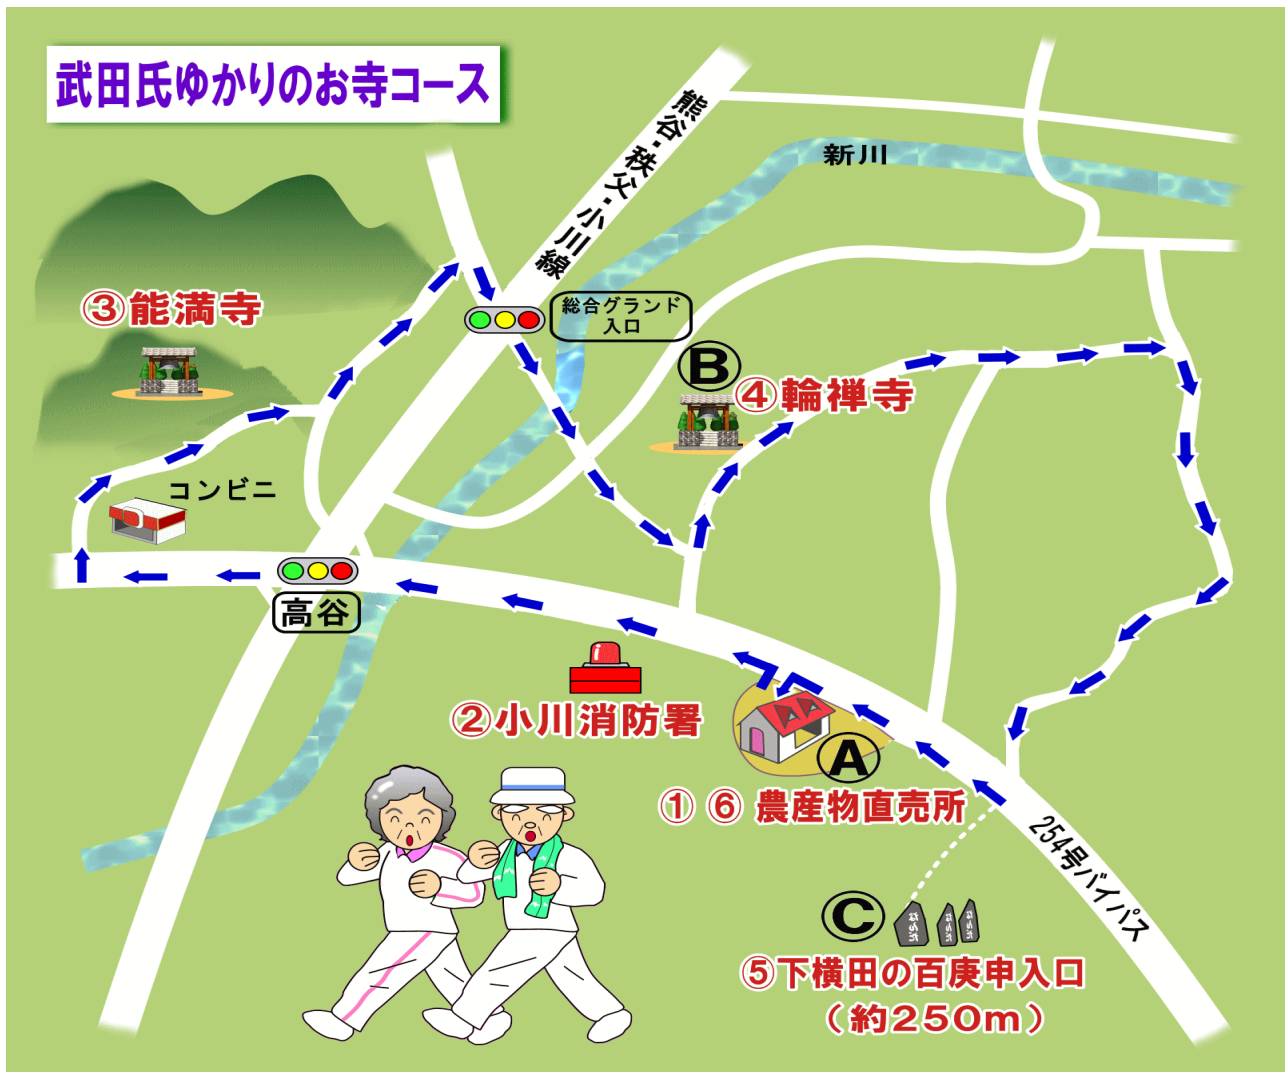 武田氏ゆかりのお寺コース
熊谷・秩父・小川線
新川
総合グランド
入口
③能満寺
B
④輪禅寺
コンビニ
高谷
②小川消防署
A
①⑥農産物直売所
254号バイパス
C
⑤下横田の百庚申入口
（約250m）